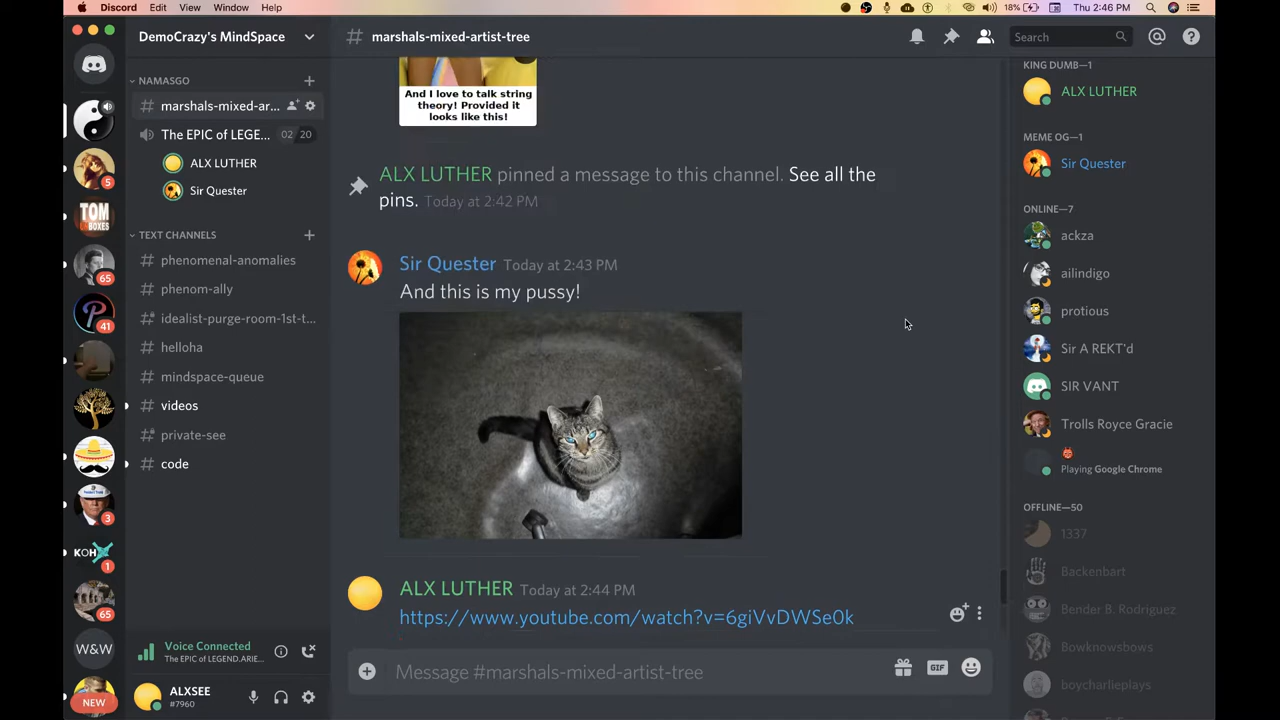 Discord Edit View Window Help 18% Thu 2:46 PM
DemoCrazy's MindSpace
# marshals-mixed-artist-tree
Search
NAMASGO
# marshals-mixed-ar...
The EPIC of LEGE... 02 20
ALX LUTHER
Sir Quester
TEXT CHANNELS
# phenomenal-anomalies
# phenom-ally
# idealist-purge-room-1st-t...
# helloha
# mindspace-queue
# videos
# private-see
# code
5
TOM
BOXES
65
41
3
KOH
1
65
W&W
NEW
Voice Connected
The EPIC of LEGEND.ARIE...
ALXSEE
#7960
And I love to talk string
theory! Provided it
looks like this!
ALX LUTHER pinned a message to this channel. See all the
pins. Today at 2:42 PM
Sir Quester Today at 2:43 PM
And this is my pussy!
ALX LUTHER Today at 2:44 PM
https://www.youtube.com/watch?v=6giVvDWSe0k
Message #marshals-mixed-artist-tree
GIF
KING DUMB—1
ALX LUTHER
MEME OG—1
Sir Quester
ONLINE—7
ackza
ailindigo
protious
Sir A REKT'd
SIR VANT
Trolls Royce Gracie
Playing Google Chrome
OFFLINE—50
1337
Backenbart
Bender B. Rodriguez
Bowknowsbows
boycharlieplays